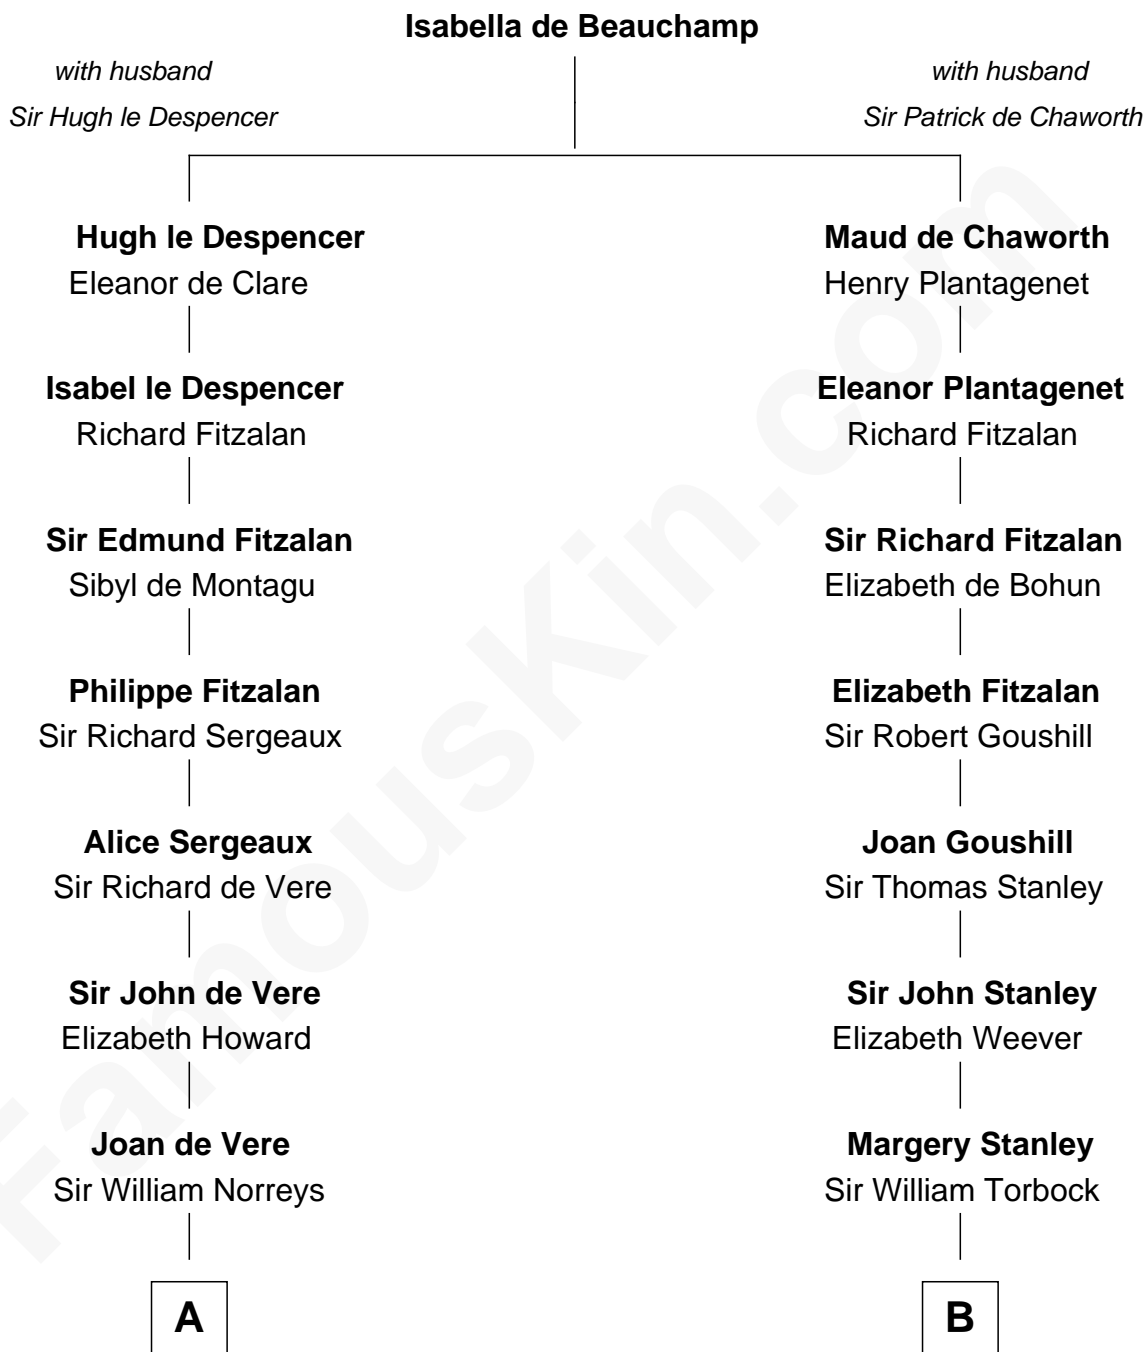 Isabella de Beauchamp
with husband
Sir Hugh le Despencer
with husband
Sir Patrick de Chaworth
Hugh le Despencer
Eleanor de Clare
Maud de Chaworth
Henry Plantagenet
Isabel le Despencer
Richard Fitzalan
Eleanor Plantagenet
Richard Fitzalan
Sir Edmund Fitzalan
Sibyl de Montagu
Sir Richard Fitzalan
Elizabeth de Bohun
Philippe Fitzalan
Sir Richard Sergeaux
Elizabeth Fitzalan
Sir Robert Goushill
Alice Sergeaux
Sir Richard de Vere
Joan Goushill
Sir Thomas Stanley
Sir John de Vere
Elizabeth Howard
Sir John Stanley
Elizabeth Weever
Joan de Vere
Sir William Norreys
Margery Stanley
Sir William Torbock
A
B
FamousKin.com